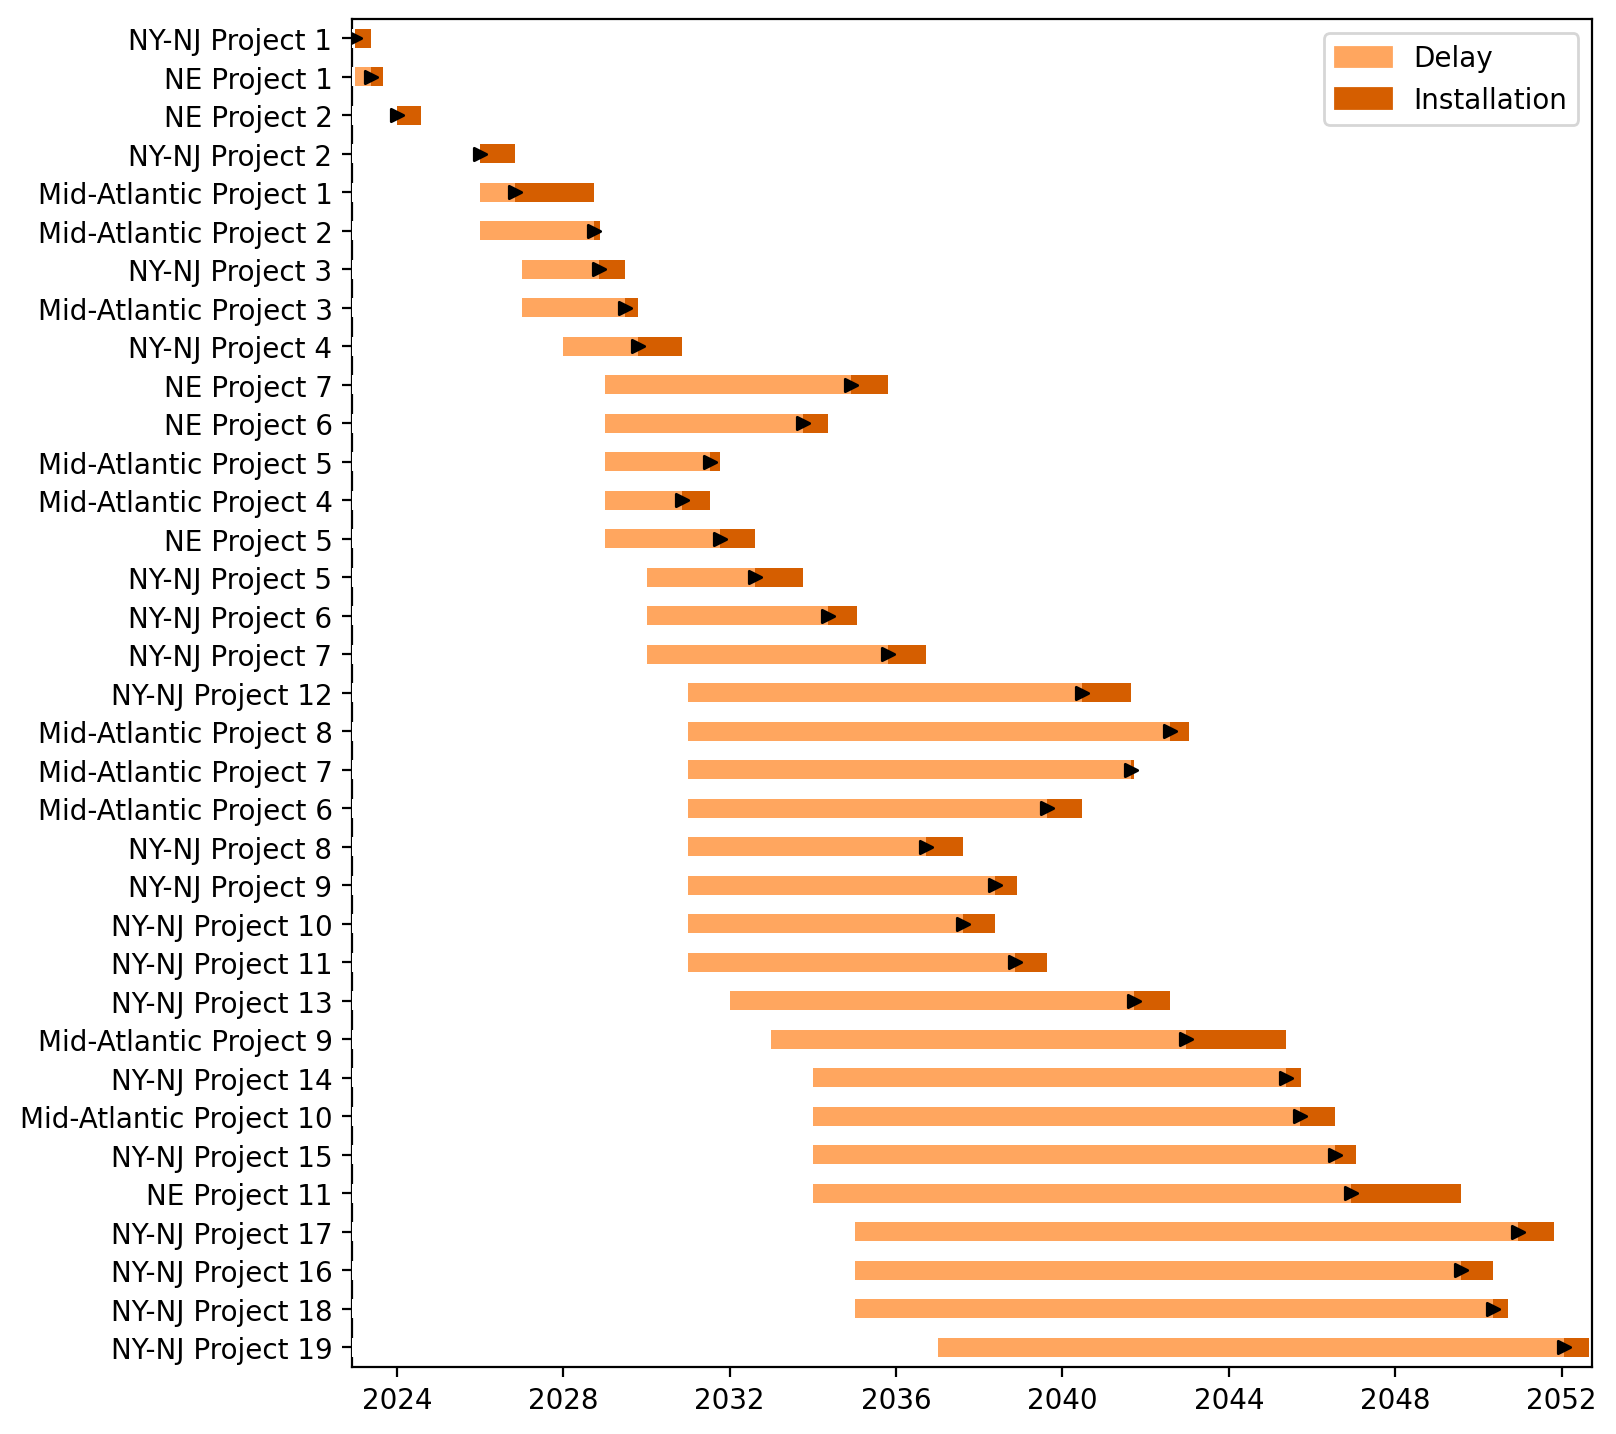 NY-NJ Project 1
NE Project 1
NE Project 2
NY-NJ Project 2
Mid-Atlantic Project 1
Mid-Atlantic Project 2
NY-NJ Project 3
Mid-Atlantic Project 3
NY-NJ Project 4
NE Project 7
NE Project 6
Mid-Atlantic Project 5
Mid-Atlantic Project 4
NE Project 5
NY-NJ Project 5
NY-NJ Project 6
NY-NJ Project 7
NY-NJ Project 12
Mid-Atlantic Project 8
Mid-Atlantic Project 7
Mid-Atlantic Project 6
NY-NJ Project 8
NY-NJ Project 9
NY-NJ Project 10
NY-NJ Project 11
NY-NJ Project 13
Mid-Atlantic Project 9
NY-NJ Project 14
Mid-Atlantic Project 10
NY-NJ Project 15
NE Project 11
NY-NJ Project 17
NY-NJ Project 16
NY-NJ Project 18
NY-NJ Project 19
Delay
Installation
2024 2028 2032 2036 2040 2044 2048 2052